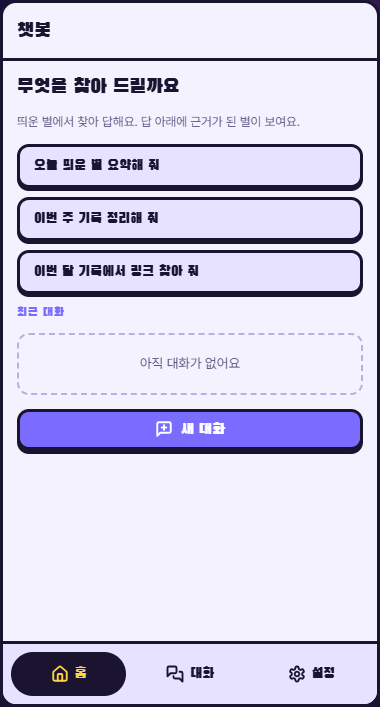 챗봇
무엇을 찾아 드릴까요
띄운 별에서 찾아 답해요. 답 아래에 근거가 된 별이 보여요.
오늘 띄운 별 요약해 줘
이번 주 기록 정리해 줘
이번 달 기록에서 링크 찾아 줘
최근 대화
아직 대화가 없어요
새 대화
홈
대화
설정